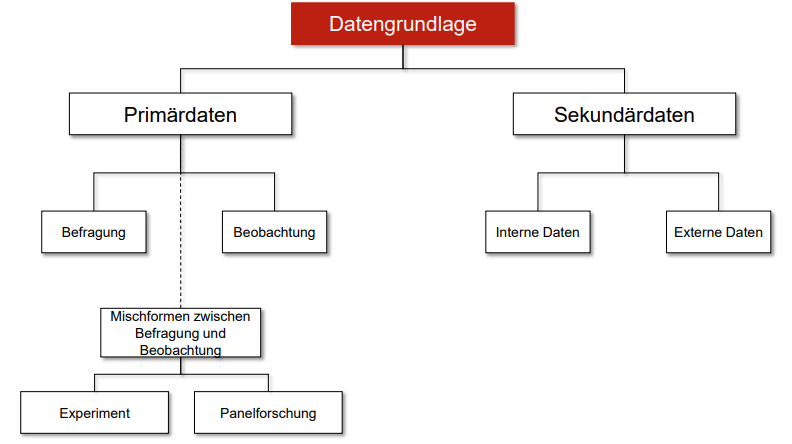 Datengrundlage
Primärdaten
Sekundärdaten
Befragung
Beobachtung
Interne Daten
Externe Daten
Mischformen zwischen
Befragung und
Beobachtung
Experiment
Panelforschung